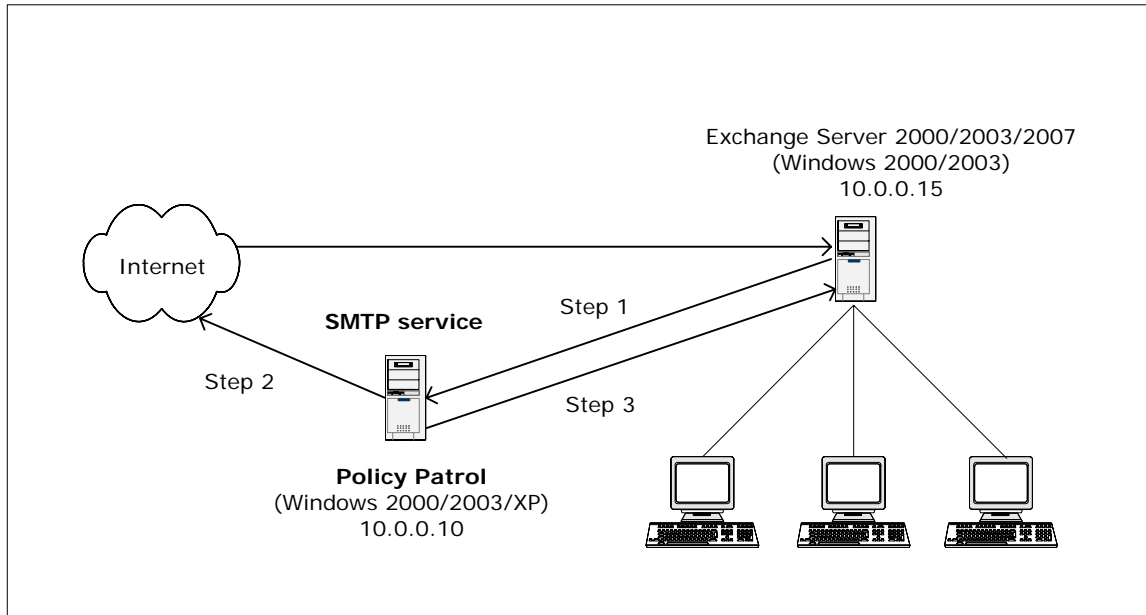 Exchange Server 2000/2003/2007
(Windows 2000/2003)
10.0.0.15
Internet
Step 1
SMTP service
Step 2
Step 3
Policy Patrol
(Windows 2000/2003/XP)
10.0.0.10